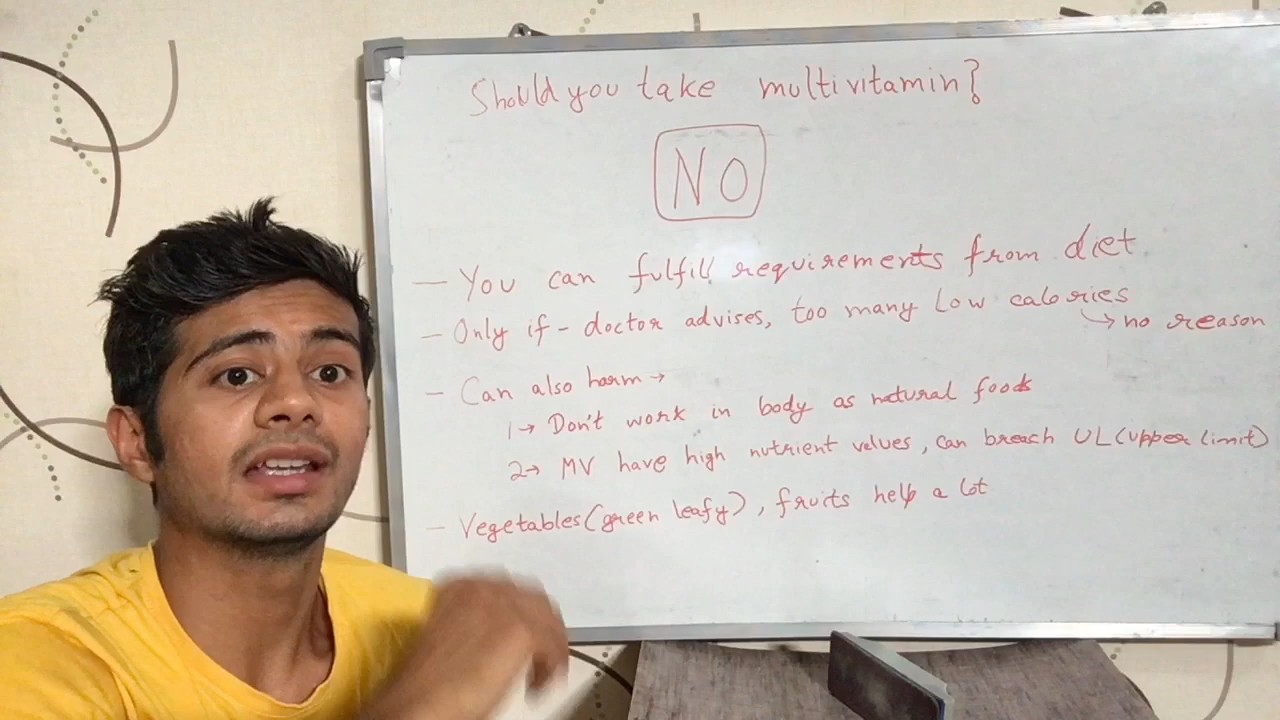 Should you take multivitamin?
NO
- You can fulfill requirements from diet
- Only if - doctor advises, too many low calories
↳ no reason
- Can also harm →
1→ Don't work in body as natural foods
2→ MV have high nutrient values, can breach UL (upper limit)
- Vegetables (green leafy), fruits help a lot